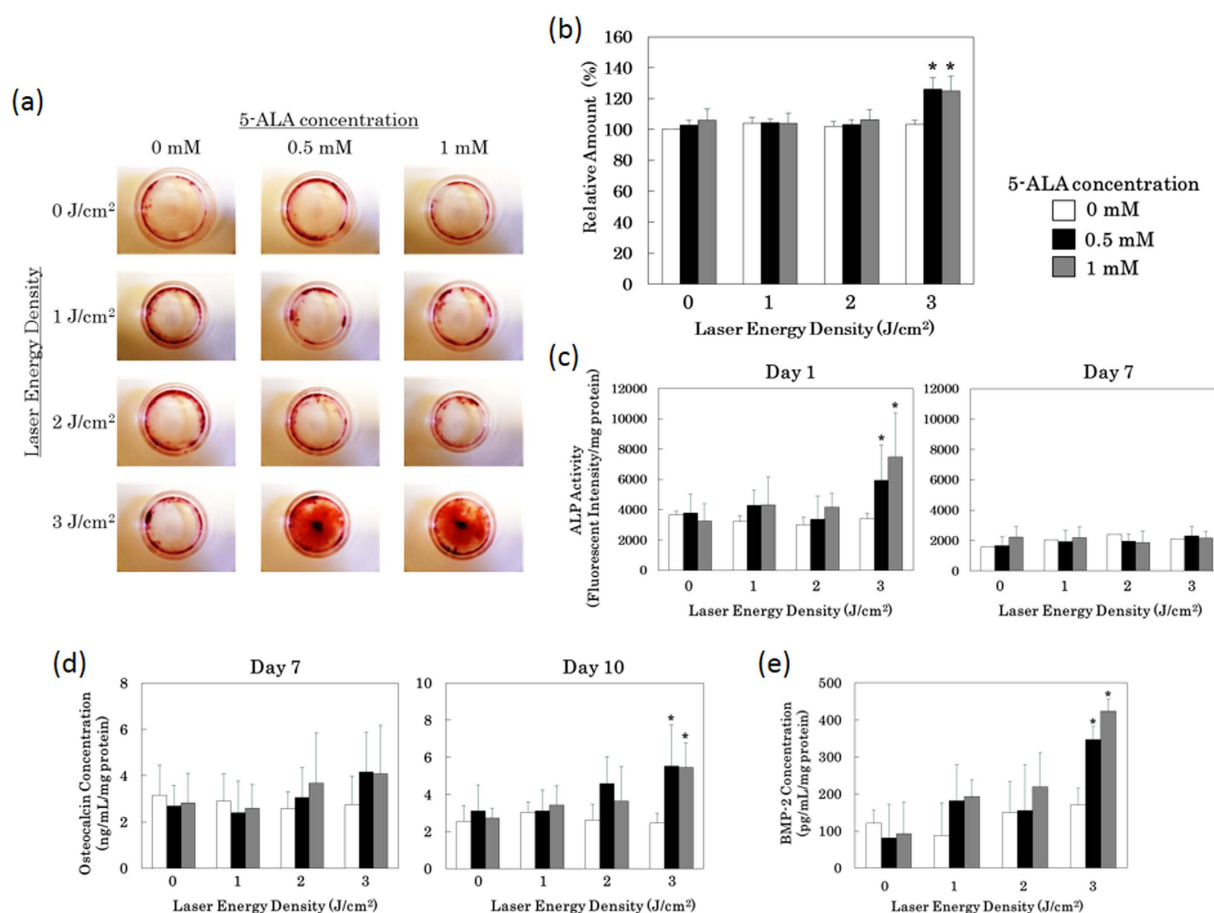 (a)
5-ALA concentration
0 mM 0.5 mM 1 mM
Laser Energy Density
0 J/cm²
1 J/cm²
2 J/cm²
3 J/cm²
(b)
Relative Amount (%)
160
140
120
100
80
60
40
20
0
* *
0 1 2 3
Laser Energy Density (J/cm²)
5-ALA concentration
0 mM
0.5 mM
1 mM
(c)
Day 1
ALP Activity
(Fluorescent Intensity/mg protein)
12000
10000
8000
6000
4000
2000
0
* *
0 1 2 3
Laser Energy Density (J/cm²)
Day 7
12000
10000
8000
6000
4000
2000
0
0 1 2 3
Laser Energy Density (J/cm²)
(d)
Day 7
Osteocalcin Concentration
(ng/mL/mg protein)
8
6
4
2
0
0 1 2 3
Laser Energy Density (J/cm²)
Day 10
10
8
6
4
2
0
* *
0 1 2 3
Laser Energy Density (J/cm²)
(e)
BMP-2 Concentration
(pg/mL/mg protein)
500
400
300
200
100
0
* *
0 1 2 3
Laser Energy Density (J/cm²)